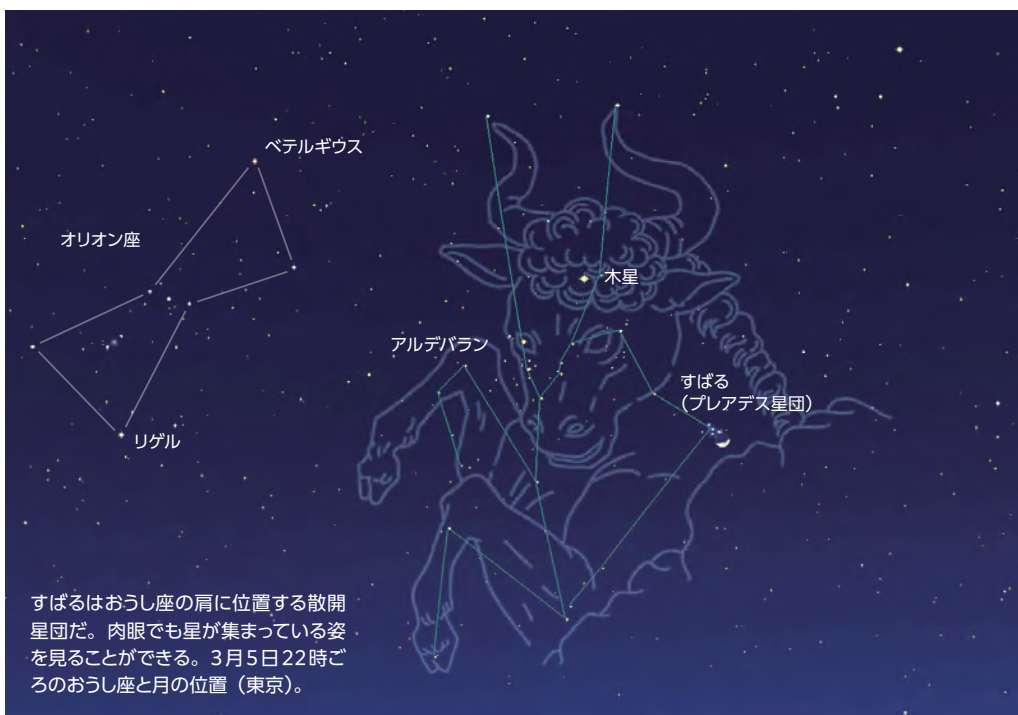 ベテルギウス
オリオン座
木星
アルデバラン
すばる
（プレアデス星団）
リゲル
すばるはおうし座の肩に位置する散開
星団だ。肉眼でも星が集まっている姿
を見ることができる。3月5日22時ご
ろのおうし座と月の位置（東京）。